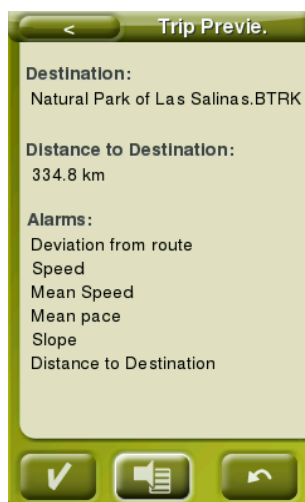 <
Trip Previe.
Destination:
Natural Park of Las Salinas.BTRK
Distance to Destination:
334.8 km
Alarms:
Deviation from route
Speed
Mean Speed
Mean pace
Slope
Distance to Destination